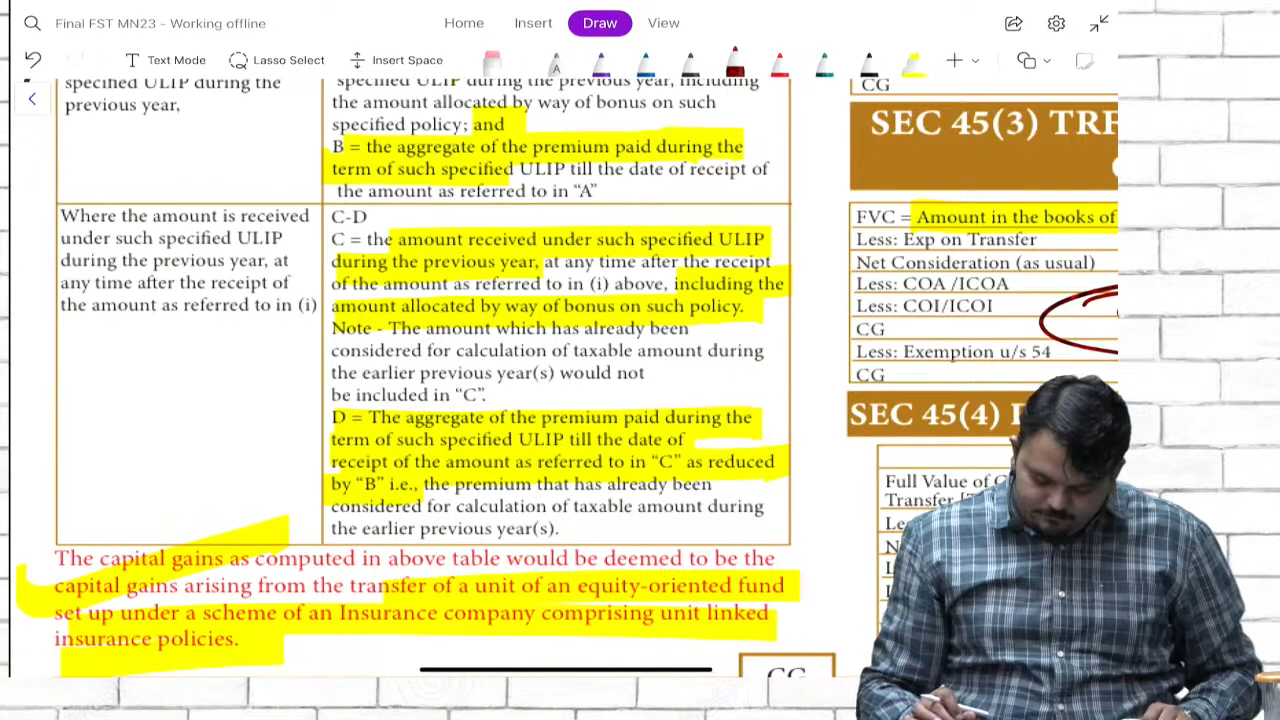 Final FST MN23 - Working offline
Home Insert Draw View
Text Mode Lasso Select Insert Space
specified ULIP during the
previous year,
specified ULIP during the previous year, including
the amount allocated by way of bonus on such
specified policy; and
B = the aggregate of the premium paid during the
term of such specified ULIP till the date of receipt of
the amount as referred to in “A”
Where the amount is received
under such specified ULIP
during the previous year, at
any time after the receipt of
the amount as referred to in (i)
C-D
C = the amount received under such specified ULIP
during the previous year, at any time after the receipt
of the amount as referred to in (i) above, including the
amount allocated by way of bonus on such policy.
Note - The amount which has already been
considered for calculation of taxable amount during
the earlier previous year(s) would not
be included in “C”.
D = The aggregate of the premium paid during the
term of such specified ULIP till the date of
receipt of the amount as referred to in “C” as reduced
by “B” i.e., the premium that has already been
considered for calculation of taxable amount during
the earlier previous year(s).
The capital gains as computed in above table would be deemed to be the
capital gains arising from the transfer of a unit of an equity-oriented fund
set up under a scheme of an Insurance company comprising unit linked
insurance policies.
CG
CG
SEC 45(3) TRF
FVC = Amount in the books of
Less: Exp on Transfer
Net Consideration (as usual)
Less: COA /ICOA
Less: COI/ICOI
CG
Less: Exemption u/s 54
CG
SEC 45(4)
Full Value of
Transfer